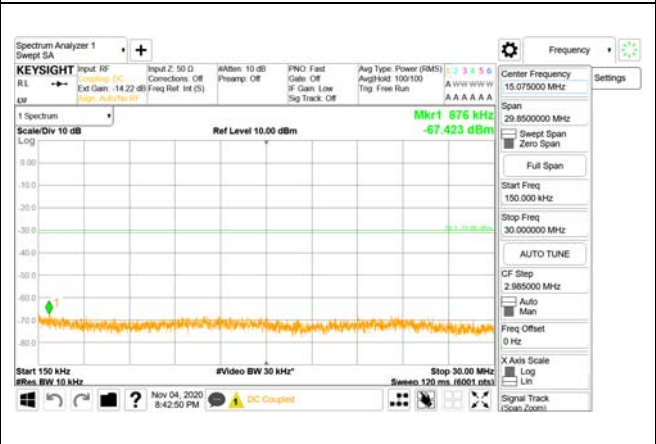 Spectrum Analyzer 1
Swept SA
+
Frequency
KEYSIGHT
RL
Input: RF
Coupling: DC
Ext Gain: -14.22 dB
Align: Auto/No RF
Input Z: 50 Ω
Corrections: Off
Freq Ref: Int (S)
#Atten: 10 dB
Preamp: Off
PNO: Fast
Gate: Off
IF Gain: Low
Sig Track: Off
Avg Type: Power (RMS)
Avg|Hold: 100/100
Trig: Free Run
1 2 3 4 5 6
A W W W W W
A A A A A A
1 Spectrum
Scale/Div 10 dB
Ref Level 10.00 dBm
Mkr1 876 kHz
-67.423 dBm
Log
0.00
-10.0
-20.0
-30.0
-40.0
-50.0
-60.0
-70.0
-80.0
1
Start 150 kHz
#Res BW 10 kHz
#Video BW 30 kHz*
Stop 30.00 MHz
Sweep 120 ms (6001 pts)
?
Nov 04, 2020
8:42:50 PM
1
DC Coupled
Settings
Center Frequency
15.075000 MHz
Span
29.8500000 MHz
Swept Span
Zero Span
Full Span
Start Freq
150.000 kHz
Stop Freq
30.000000 MHz
AUTO TUNE
CF Step
2.985000 MHz
Auto
Man
Freq Offset
0 Hz
X Axis Scale
Log
Lin
Signal Track
(Span Zoom)